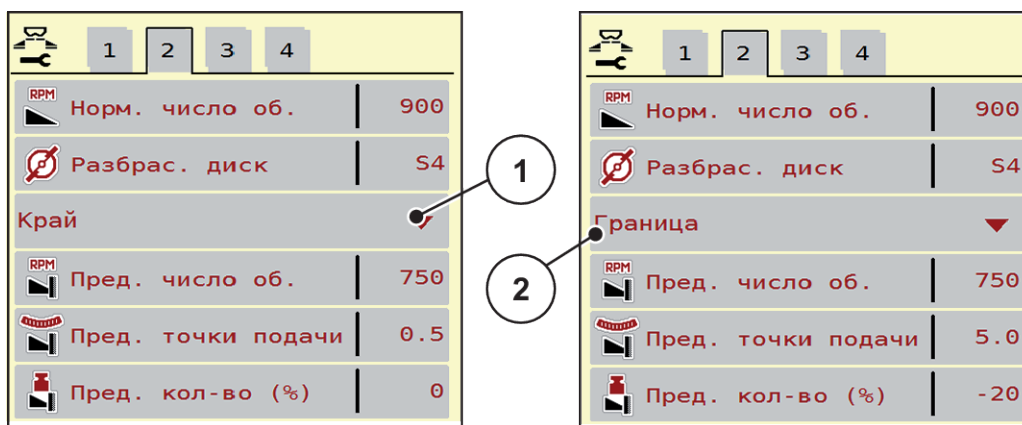 1 2 3 4
RPM
Норм. число об. 900
Разбрас. диск S4
Край
RPM
Пред. число об. 750
Пред. точки подачи 0.5
Пред. кол-во (%) 0
1
2
1 2 3 4
RPM
Норм. число об. 900
Разбрас. диск S4
Граница
RPM
Пред. число об. 750
Пред. точки подачи 5.0
Пред. кол-во (%) -20